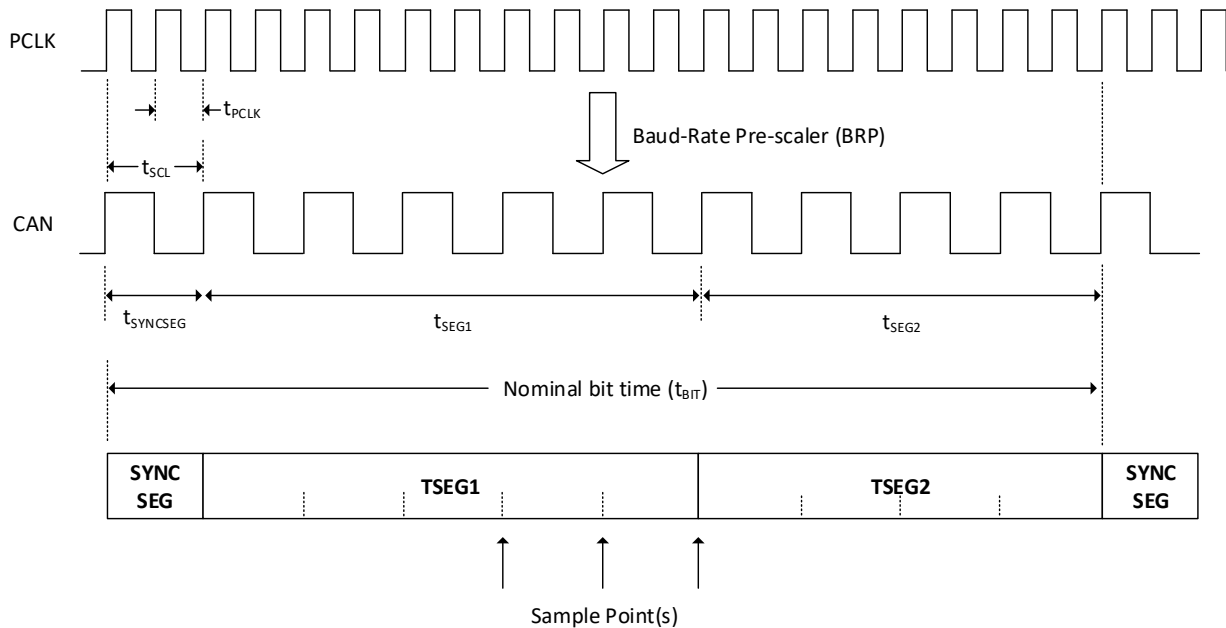 PCLK
tPCLK
Baud-Rate Pre-scaler (BRP)
tSCL
CAN
tSYNCSEG
tSEG1
tSEG2
Nominal bit time (tBIT)
SYNC
SEG
TSEG1
TSEG2
SYNC
SEG
Sample Point(s)